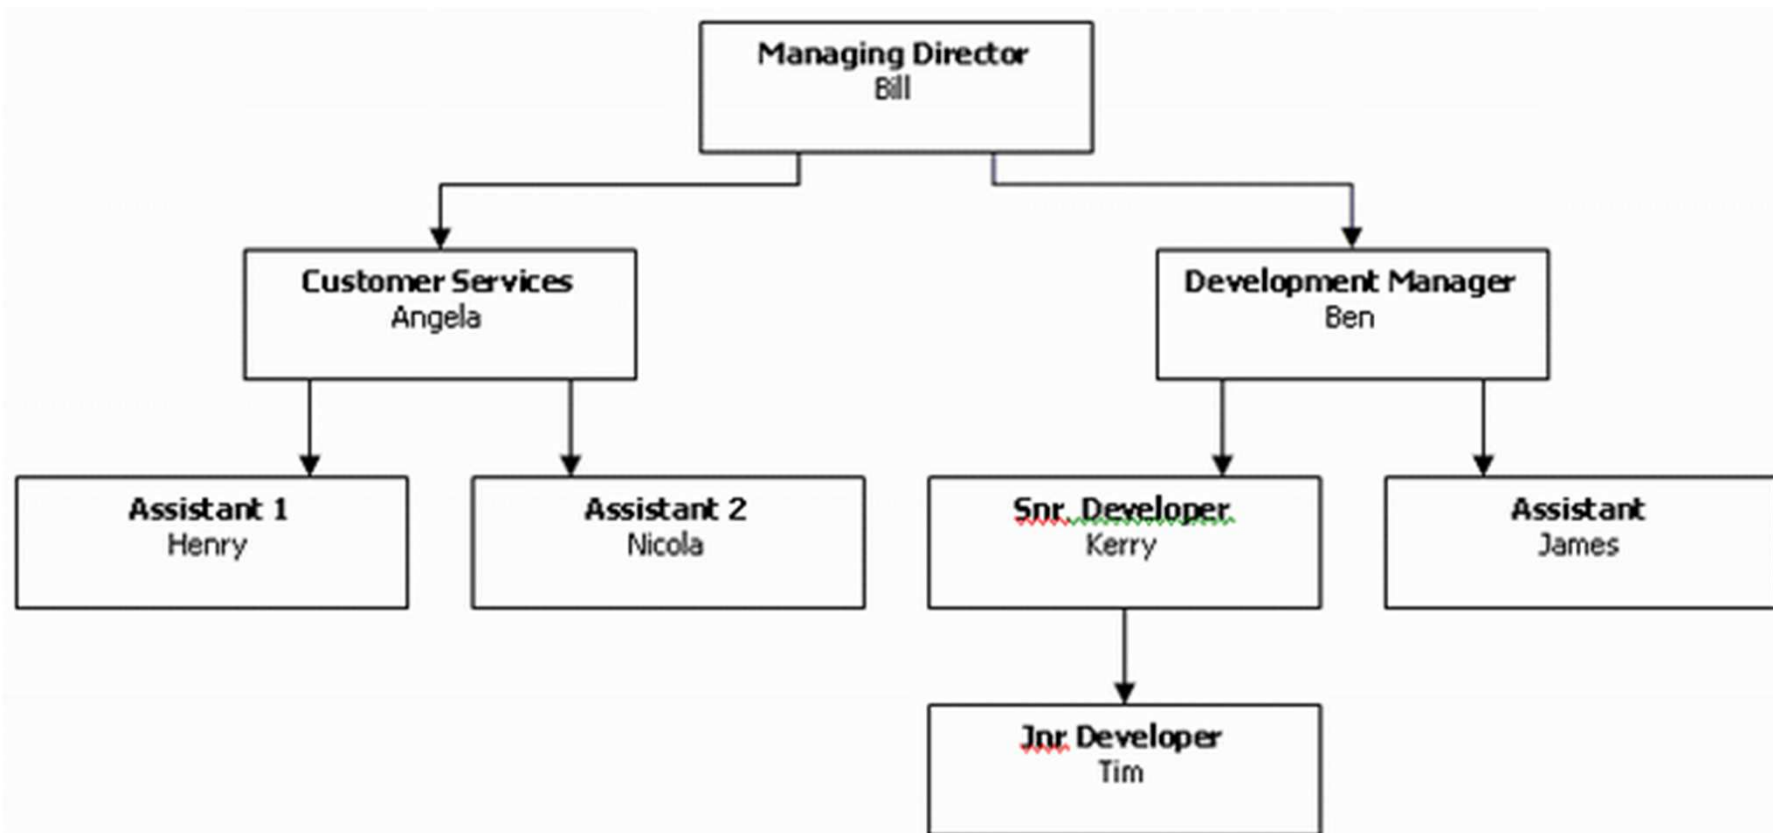 Managing Director
Bill
Customer Services
Angela
Development Manager
Ben
Assistant 1
Henry
Assistant 2
Nicola
Snr. Developer
Kerry
Assistant
James
Jnr Developer
Tim